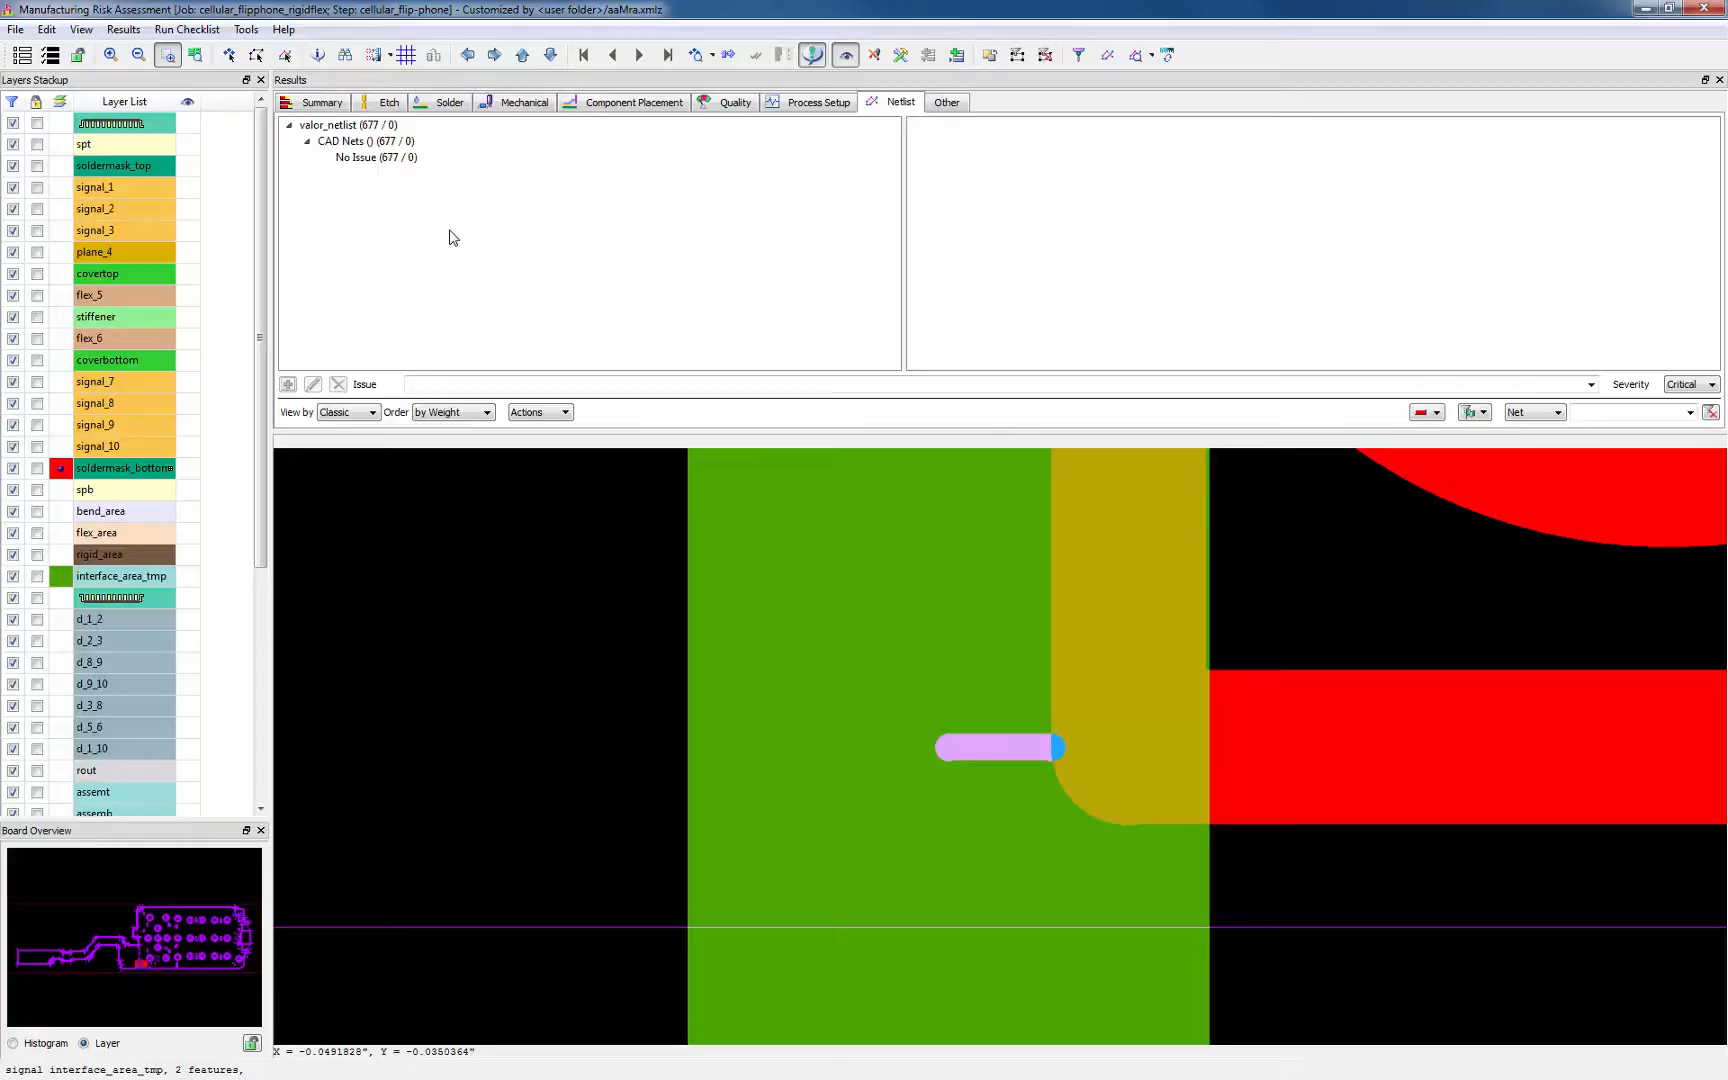 Manufacturing Risk Assessment [Job: cellular_flipphone_rigidflex; Step: cellular_flip-phone] - Customized by <user folder>/aaMra.xmlz
File Edit View Results Run Checklist Tools Help
Layers Stackup
Results
Layer List
Summary Etch Solder Mechanical Component Placement Quality Process Setup Netlist Other
valor_netlist (677 / 0)
CAD Nets () (677 / 0)
No Issue (677 / 0)
spt
soldermask_top
signal_1
signal_2
signal_3
plane_4
covertop
flex_5
stiffener
flex_6
coverbottom
signal_7
signal_8
signal_9
signal_10
soldermask_bottom
spb
bend_area
flex_area
rigid_area
interface_area_tmp
d_1_2
d_2_3
d_8_9
d_9_10
d_3_8
d_5_6
d_1_10
rout
assemt
assemb
Issue Severity Critical
View by Classic Order by Weight Actions Net
Board Overview
Histogram Layer
X = -0.0491828", Y = -0.0350364"
signal interface_area_tmp, 2 features,